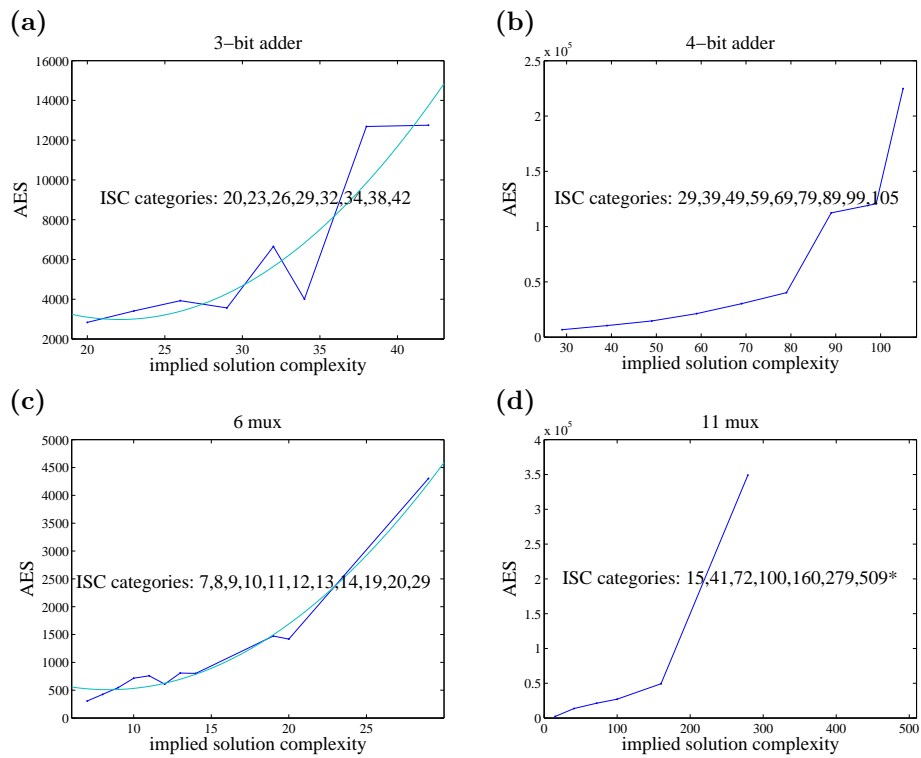 (a)
3−bit adder
16000
14000
12000
10000
8000
6000
4000
2000
AES
ISC categories: 20,23,26,29,32,34,38,42
20 25 30 35 40
implied solution complexity
(b)
4−bit adder
x 10^5
2.5
2
1.5
1
0.5
0
AES
ISC categories: 29,39,49,59,69,79,89,99,105
30 40 50 60 70 80 90 100
implied solution complexity
(c)
6 mux
5000
4500
4000
3500
3000
2500
2000
1500
1000
500
0
AES
ISC categories: 7,8,9,10,11,12,13,14,19,20,29
10 15 20 25
implied solution complexity
(d)
11 mux
x 10^5
4
3.5
3
2.5
2
1.5
1
0.5
0
AES
ISC categories: 15,41,72,100,160,279,509*
0 100 200 300 400 500
implied solution complexity